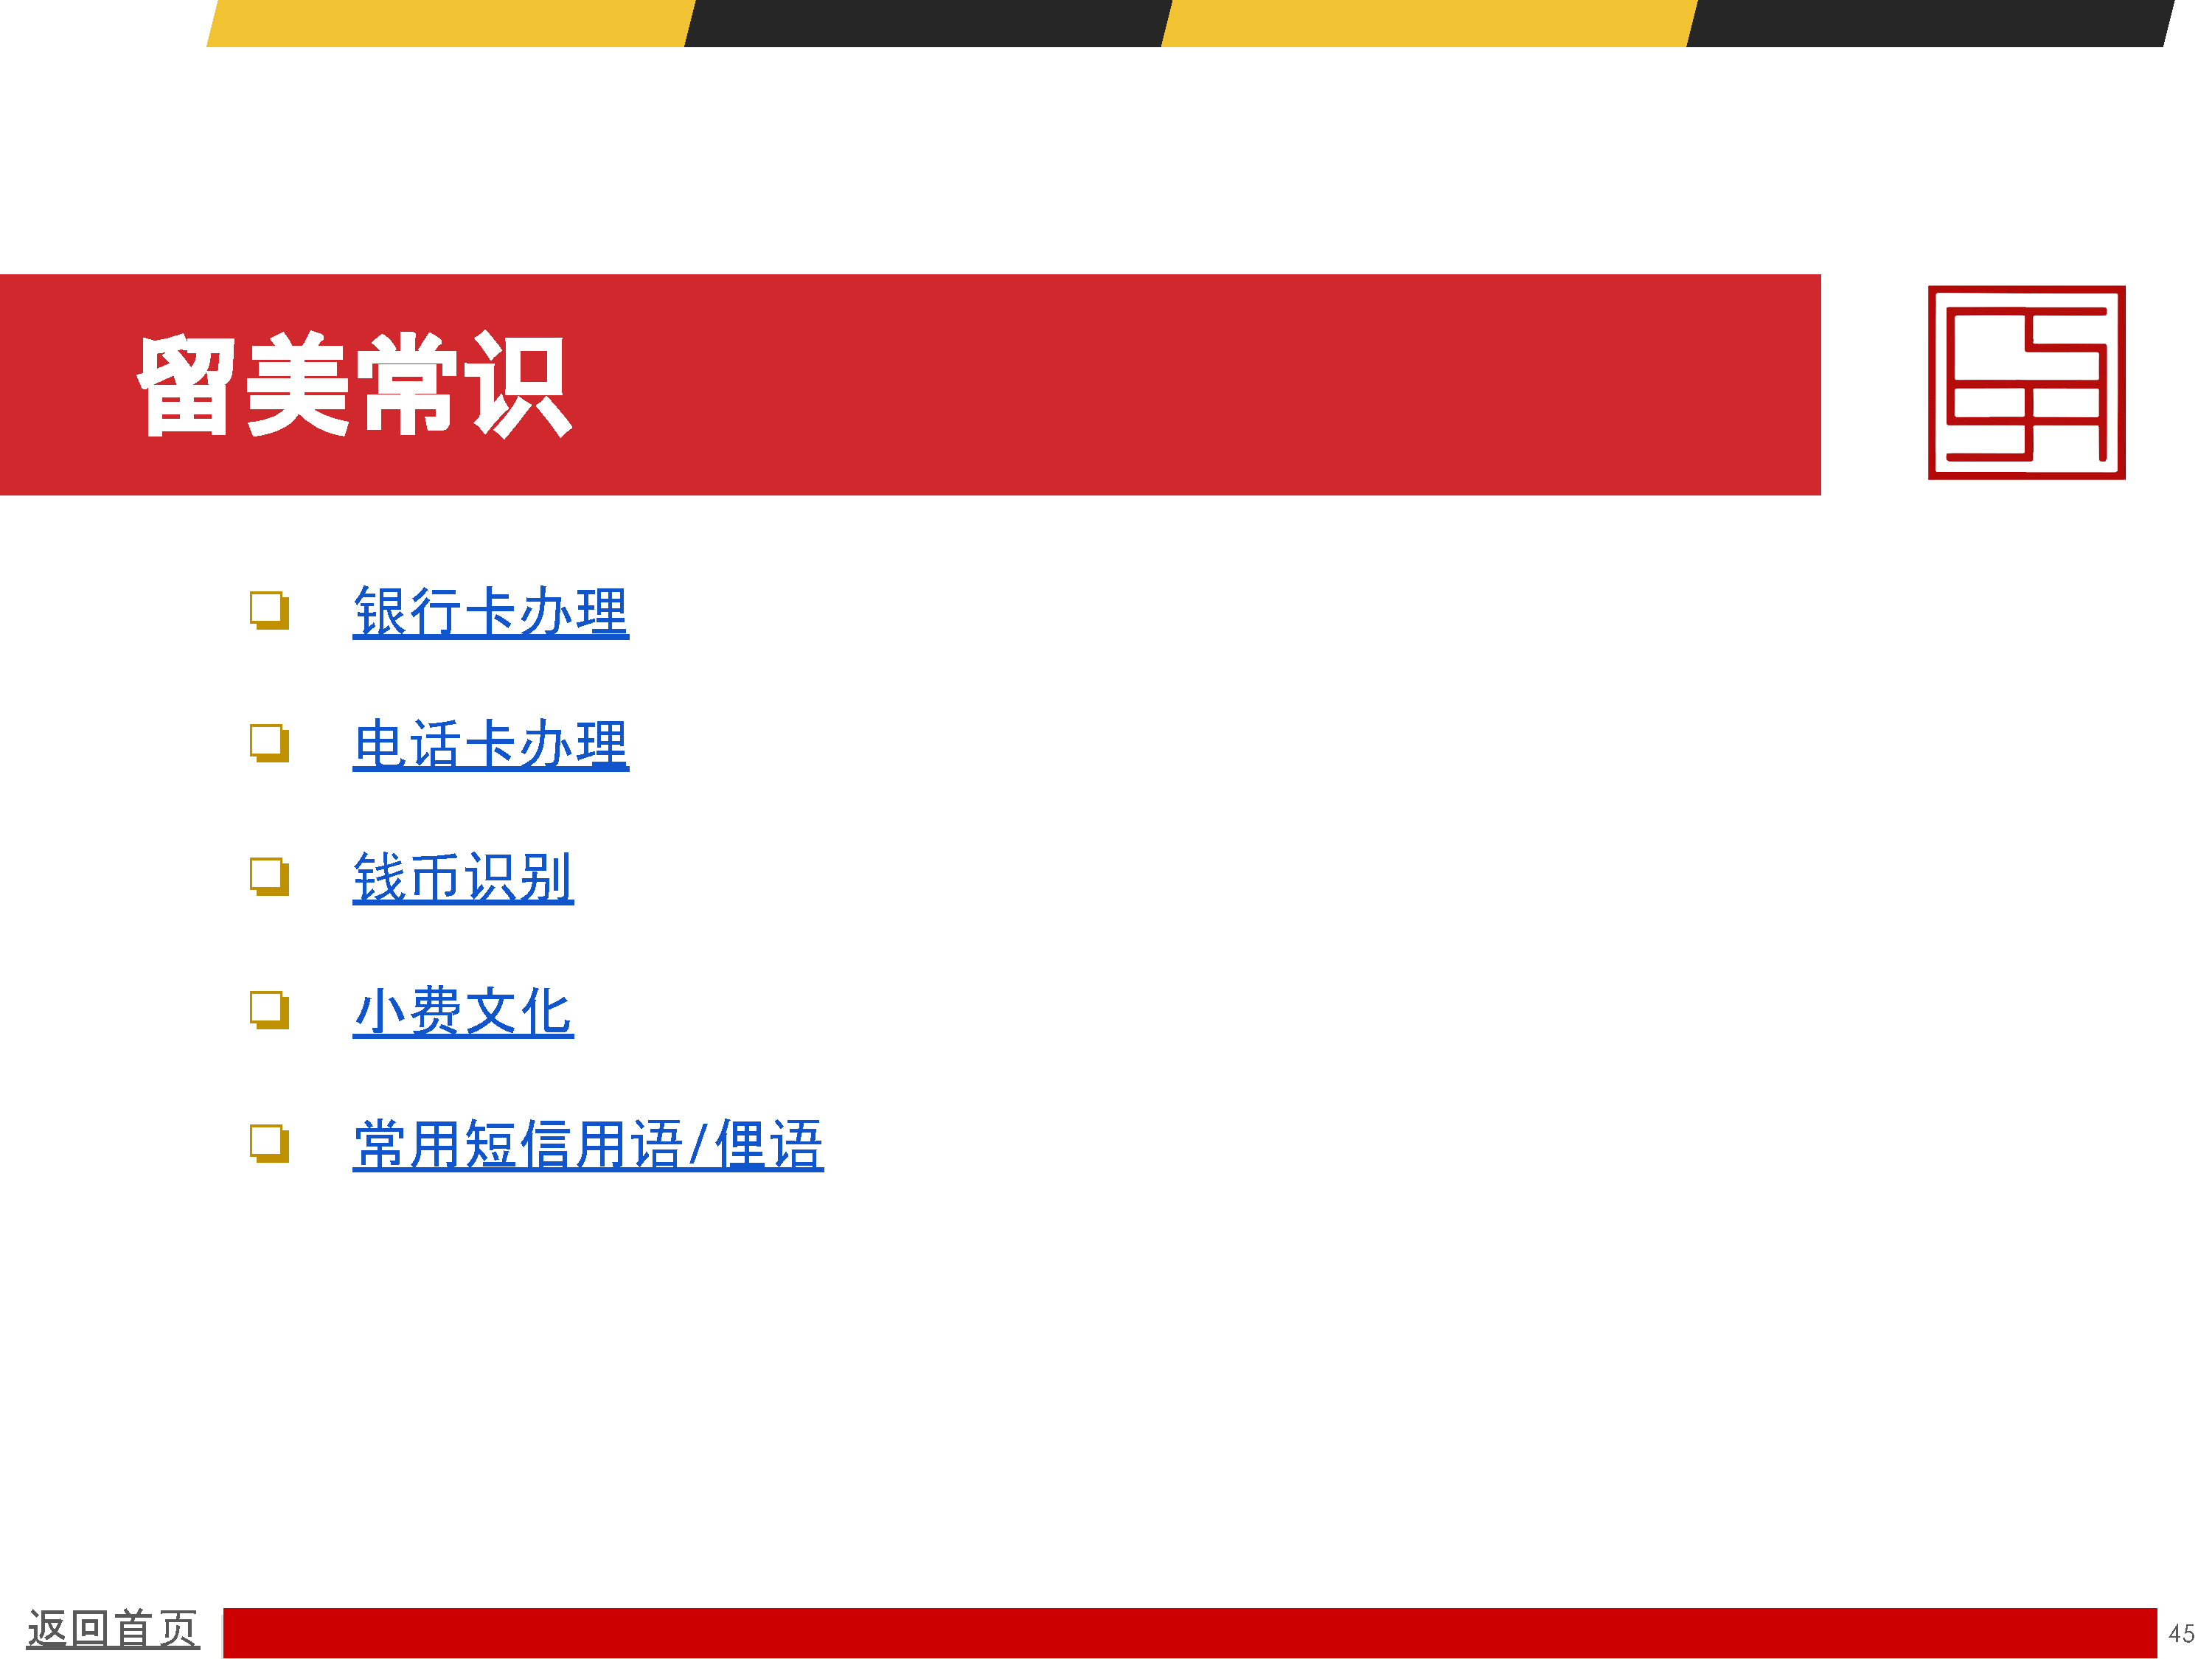 留美常识
银行卡办理
电话卡办理
钱币识别
小费文化
常用短信用语/俚语
返回首页
45